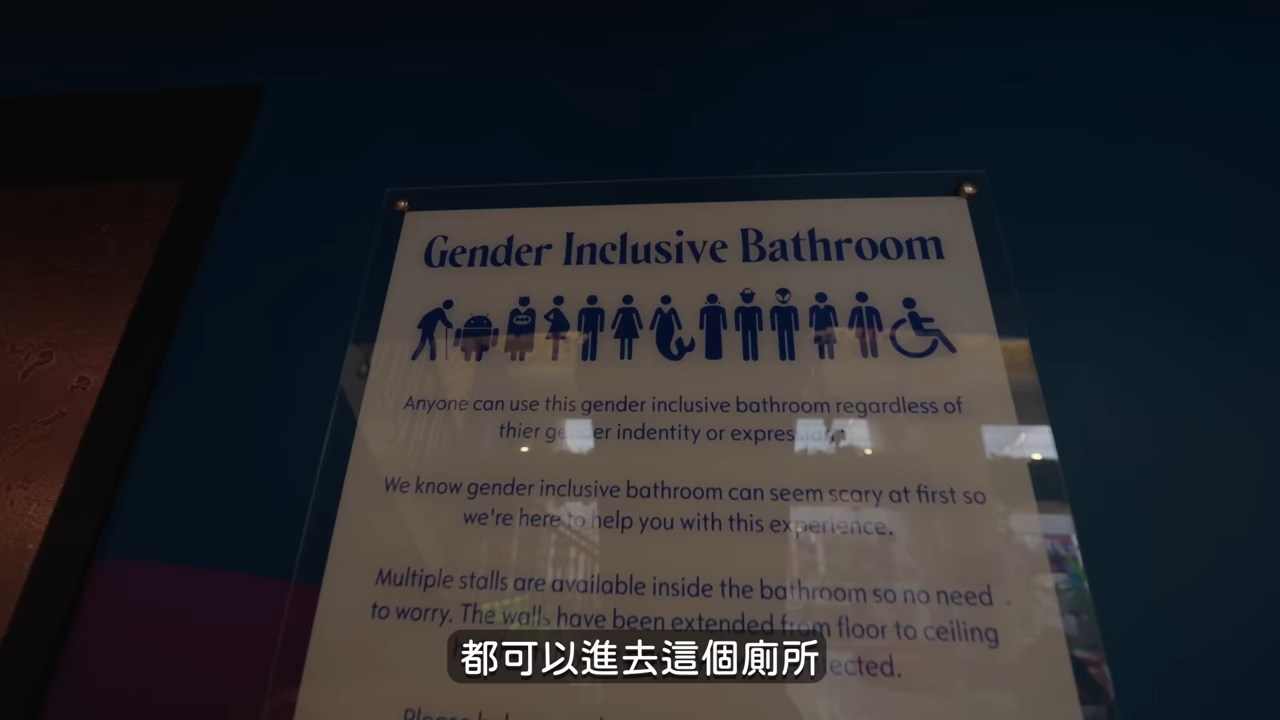 Gender Inclusive Bathroom
Anyone can use this gender inclusive bathroom regardless of
thier gender indentity or expression.
We know gender inclusive bathroom can seem scary at first so
we're here to help you with this experience.
Multiple stalls are available inside the bathroom so no need
to worry. The walls have been extended from floor to ceiling
ected.
都可以進去這個廁所